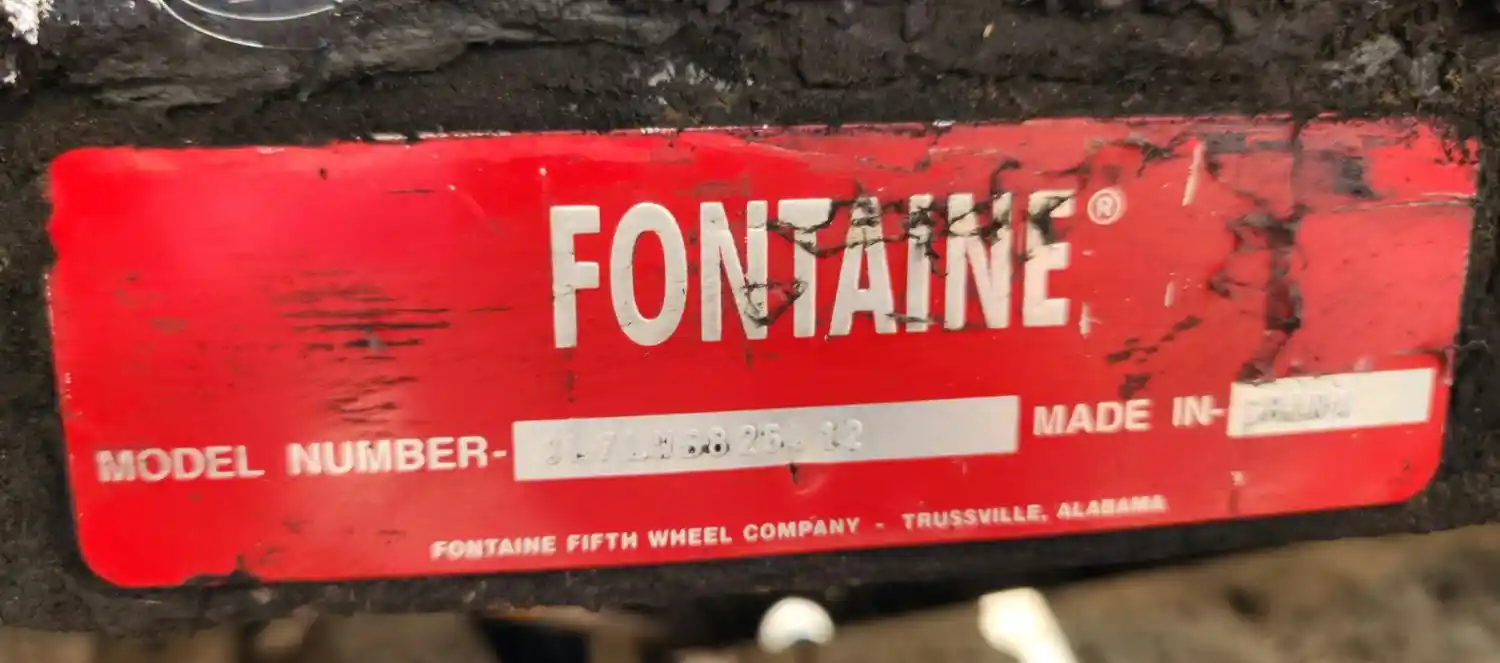 FONTAINE®
MODEL NUMBER- MADE IN-
FONTAINE FIFTH WHEEL COMPANY - TRUSSVILLE, ALABAMA